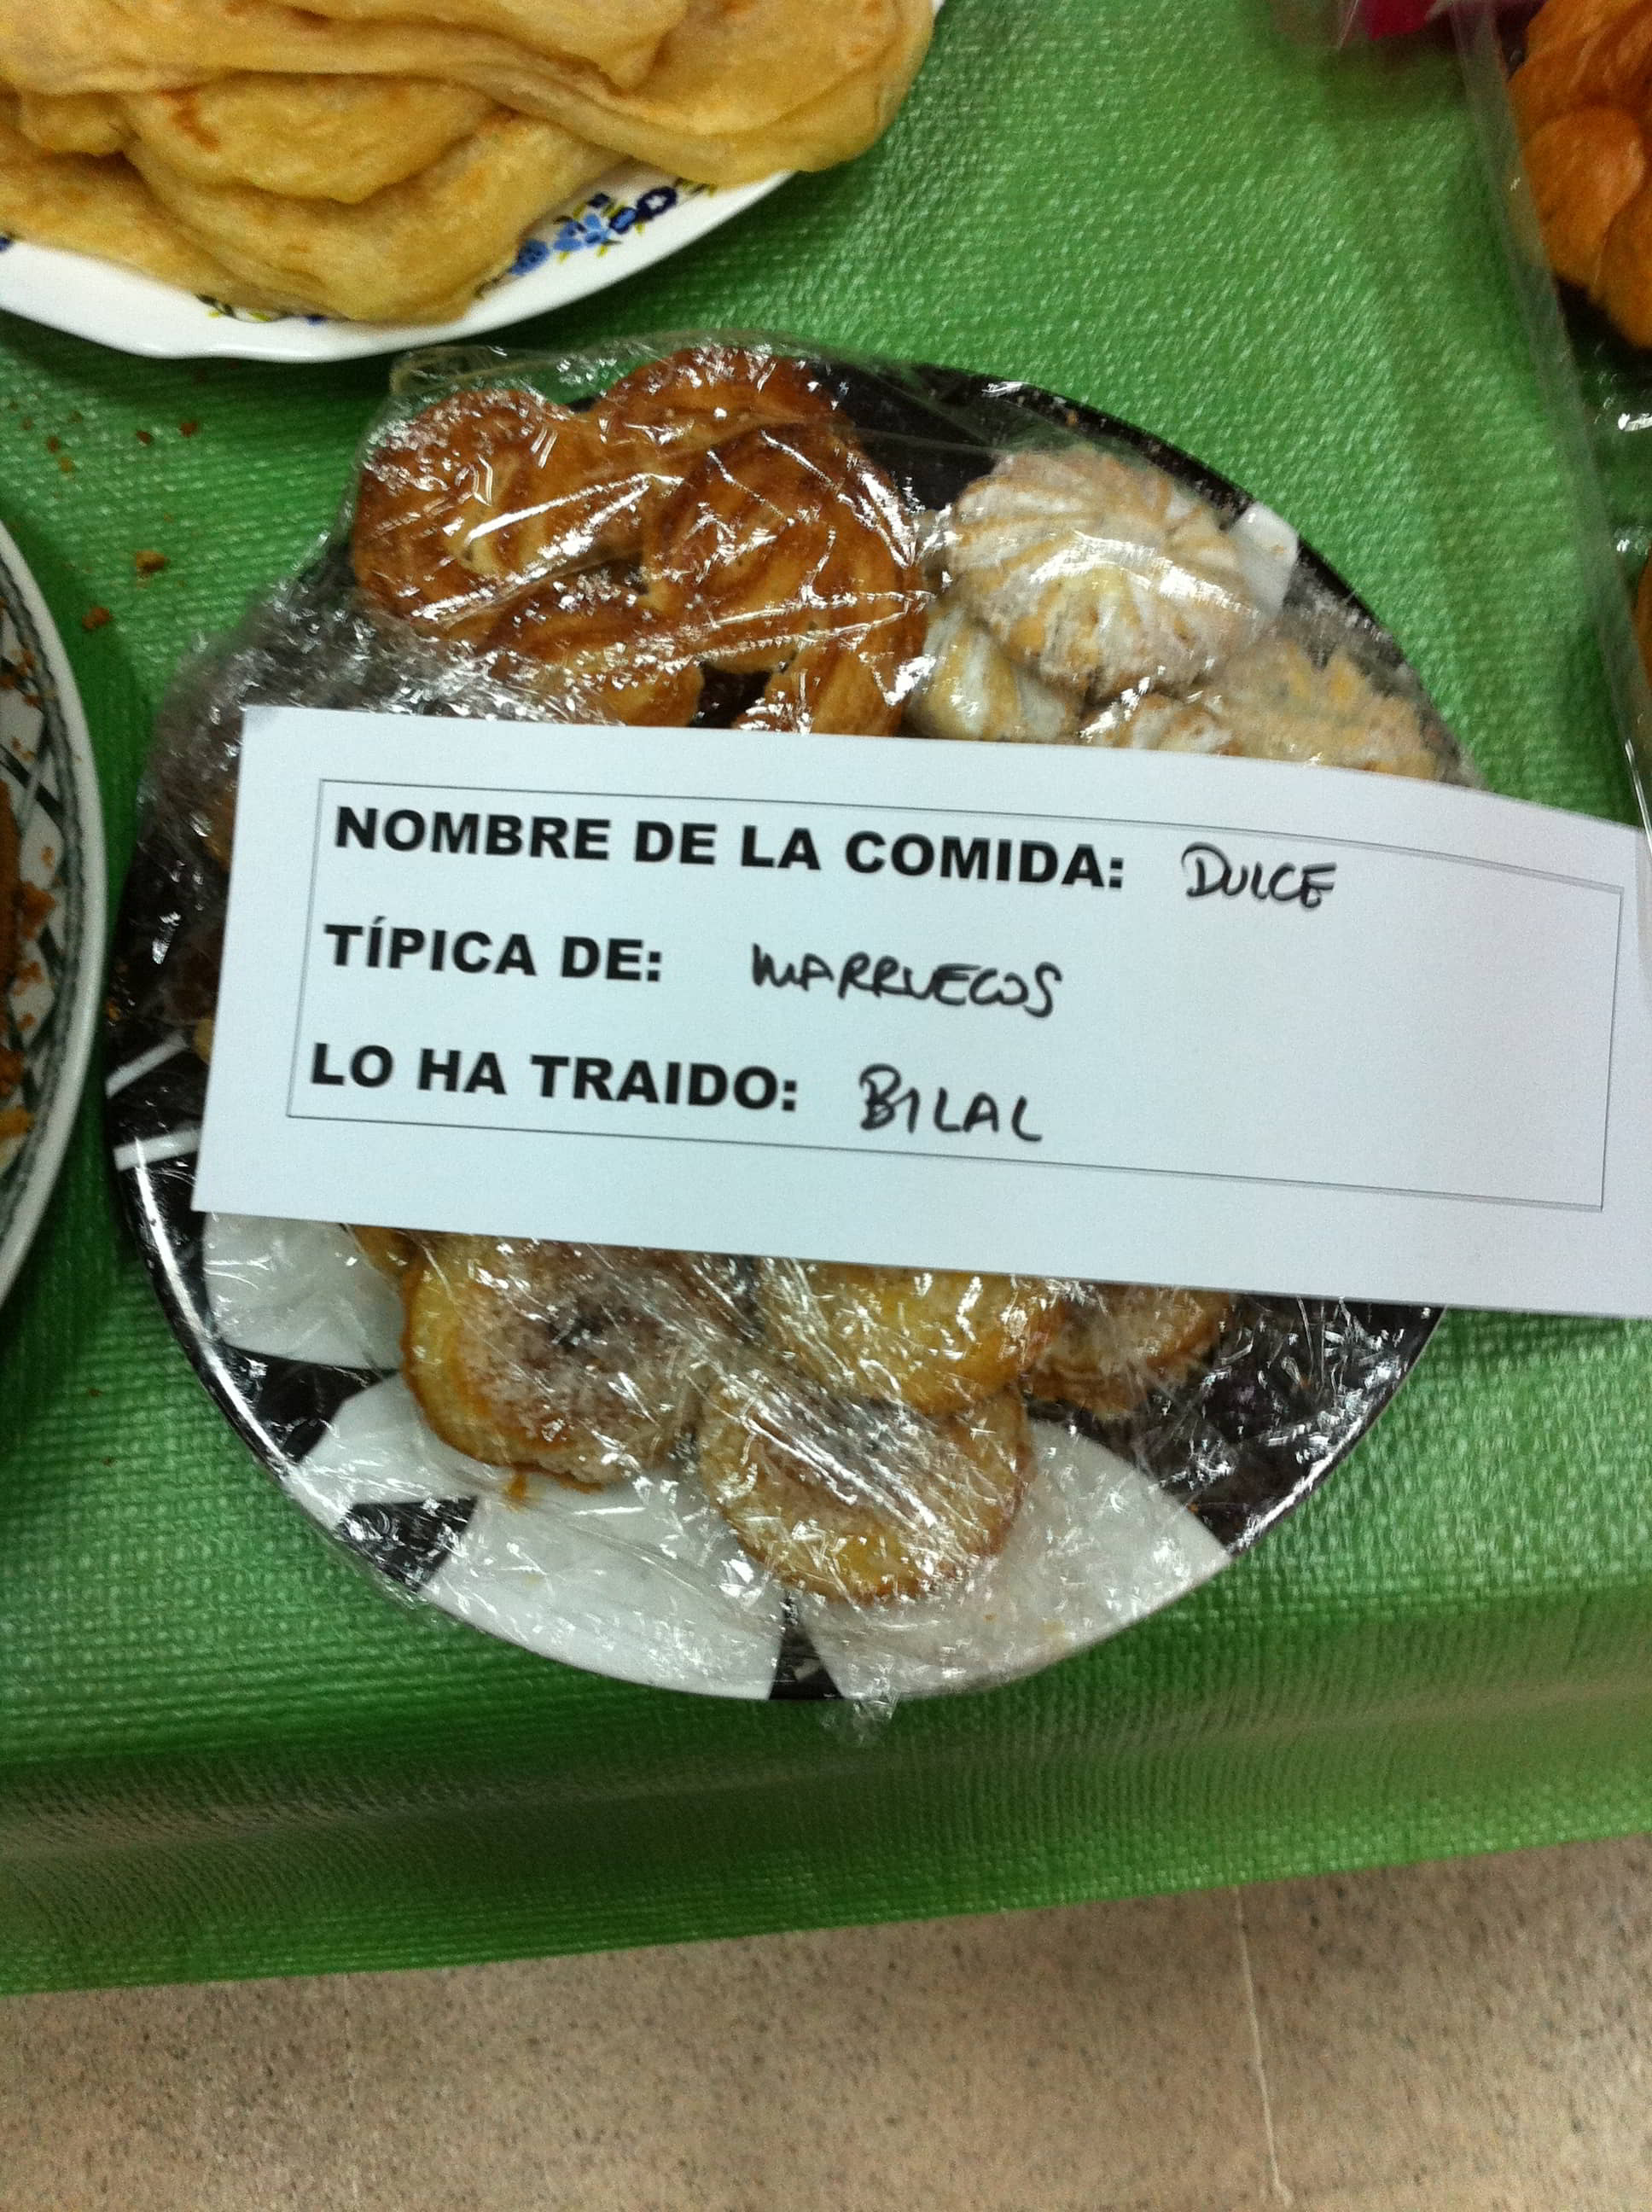 NOMBRE DE LA COMIDA: DULCE
TÍPICA DE: MARRUECOS
LO HA TRAIDO: BILAL